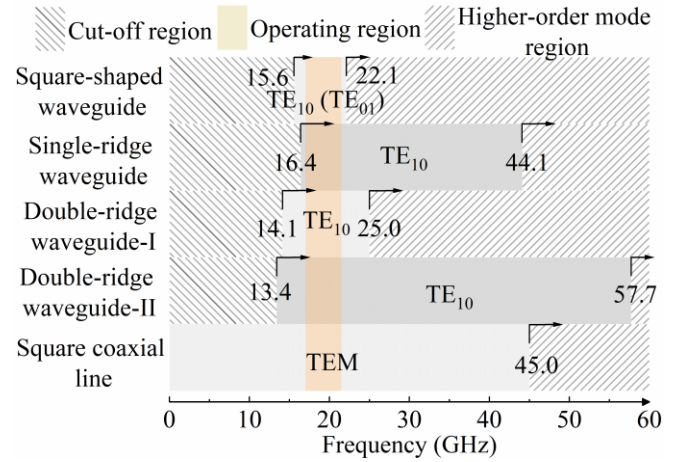 Cut-off region
Operating region
Higher-order mode
region
Square-shaped
waveguide
15.6
22.1
TE₁₀ (TE₀₁)
Single-ridge
waveguide
16.4
TE₁₀
44.1
Double-ridge
waveguide-I
14.1
TE₁₀
25.0
Double-ridge
waveguide-II
13.4
TE₁₀
57.7
Square coaxial
line
TEM
45.0
0 10 20 30 40 50 60
Frequency (GHz)